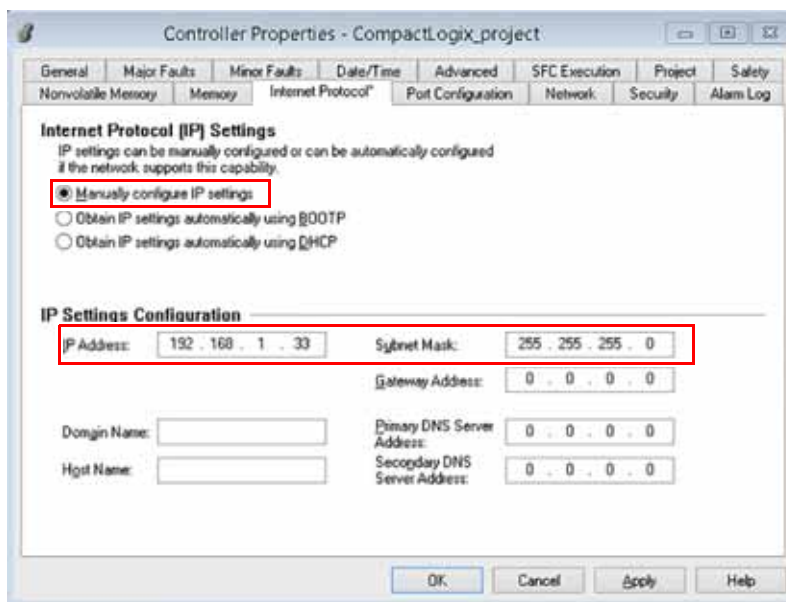 Controller Properties - CompactLogix_project
General Major Faults Minor Faults Date/Time Advanced SFC Execution Project Safety
Nonvolatile Memory Memory Internet Protocol* Port Configuration Network Security Alarm Log
Internet Protocol (IP) Settings
IP settings can be manually configured or can be automatically configured
if the network supports this capability.
Manually configure IP settings
Obtain IP settings automatically using BOOTP
Obtain IP settings automatically using DHCP
IP Settings Configuration
IP Address: 192 . 168 . 1 . 33 Subnet Mask: 255 . 255 . 255 . 0
Gateway Address: 0 . 0 . 0 . 0
Domain Name: Primary DNS Server Address: 0 . 0 . 0 . 0
Host Name: Secondary DNS Server Address: 0 . 0 . 0 . 0
OK Cancel Apply Help